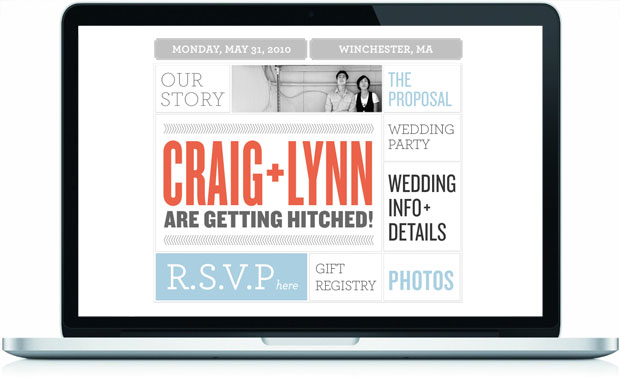 MONDAY, MAY 31, 2010
WINCHESTER, MA
OUR
STORY
THE
PROPOSAL
WEDDING
PARTY
CRAIG+LYNN
ARE GETTING HITCHED!
WEDDING
INFO+
DETAILS
R.S.V.P here
GIFT
REGISTRY
PHOTOS